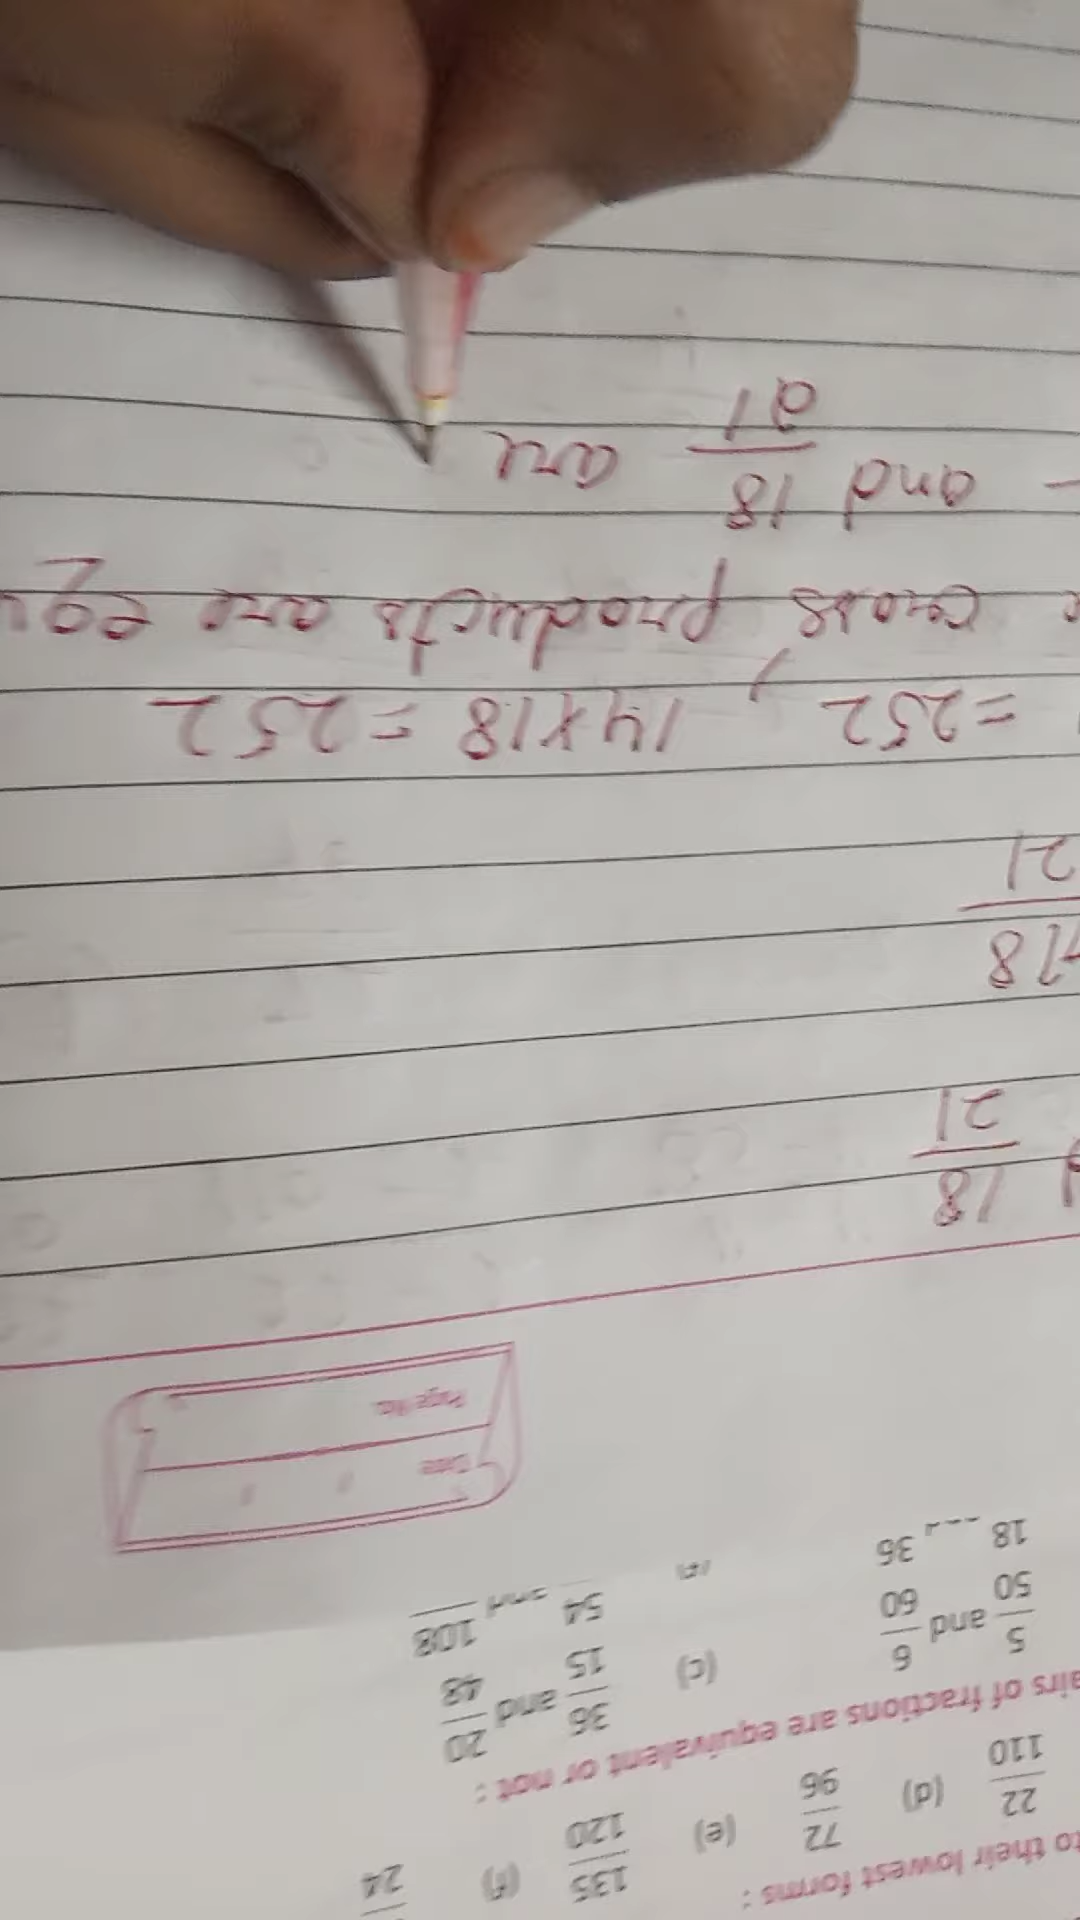 to their lowest forms :
22/110 (d) 72/96 (e) 135/120 (f) 24
airs of fractions are equivalent or not :
5/50 and 6/60 (c) 36/15 and 20/48
18 36 54 108
Date
Page No.
18/21
18/21
= 252, 14×18 = 252
cross products are equ
and 18/21 are